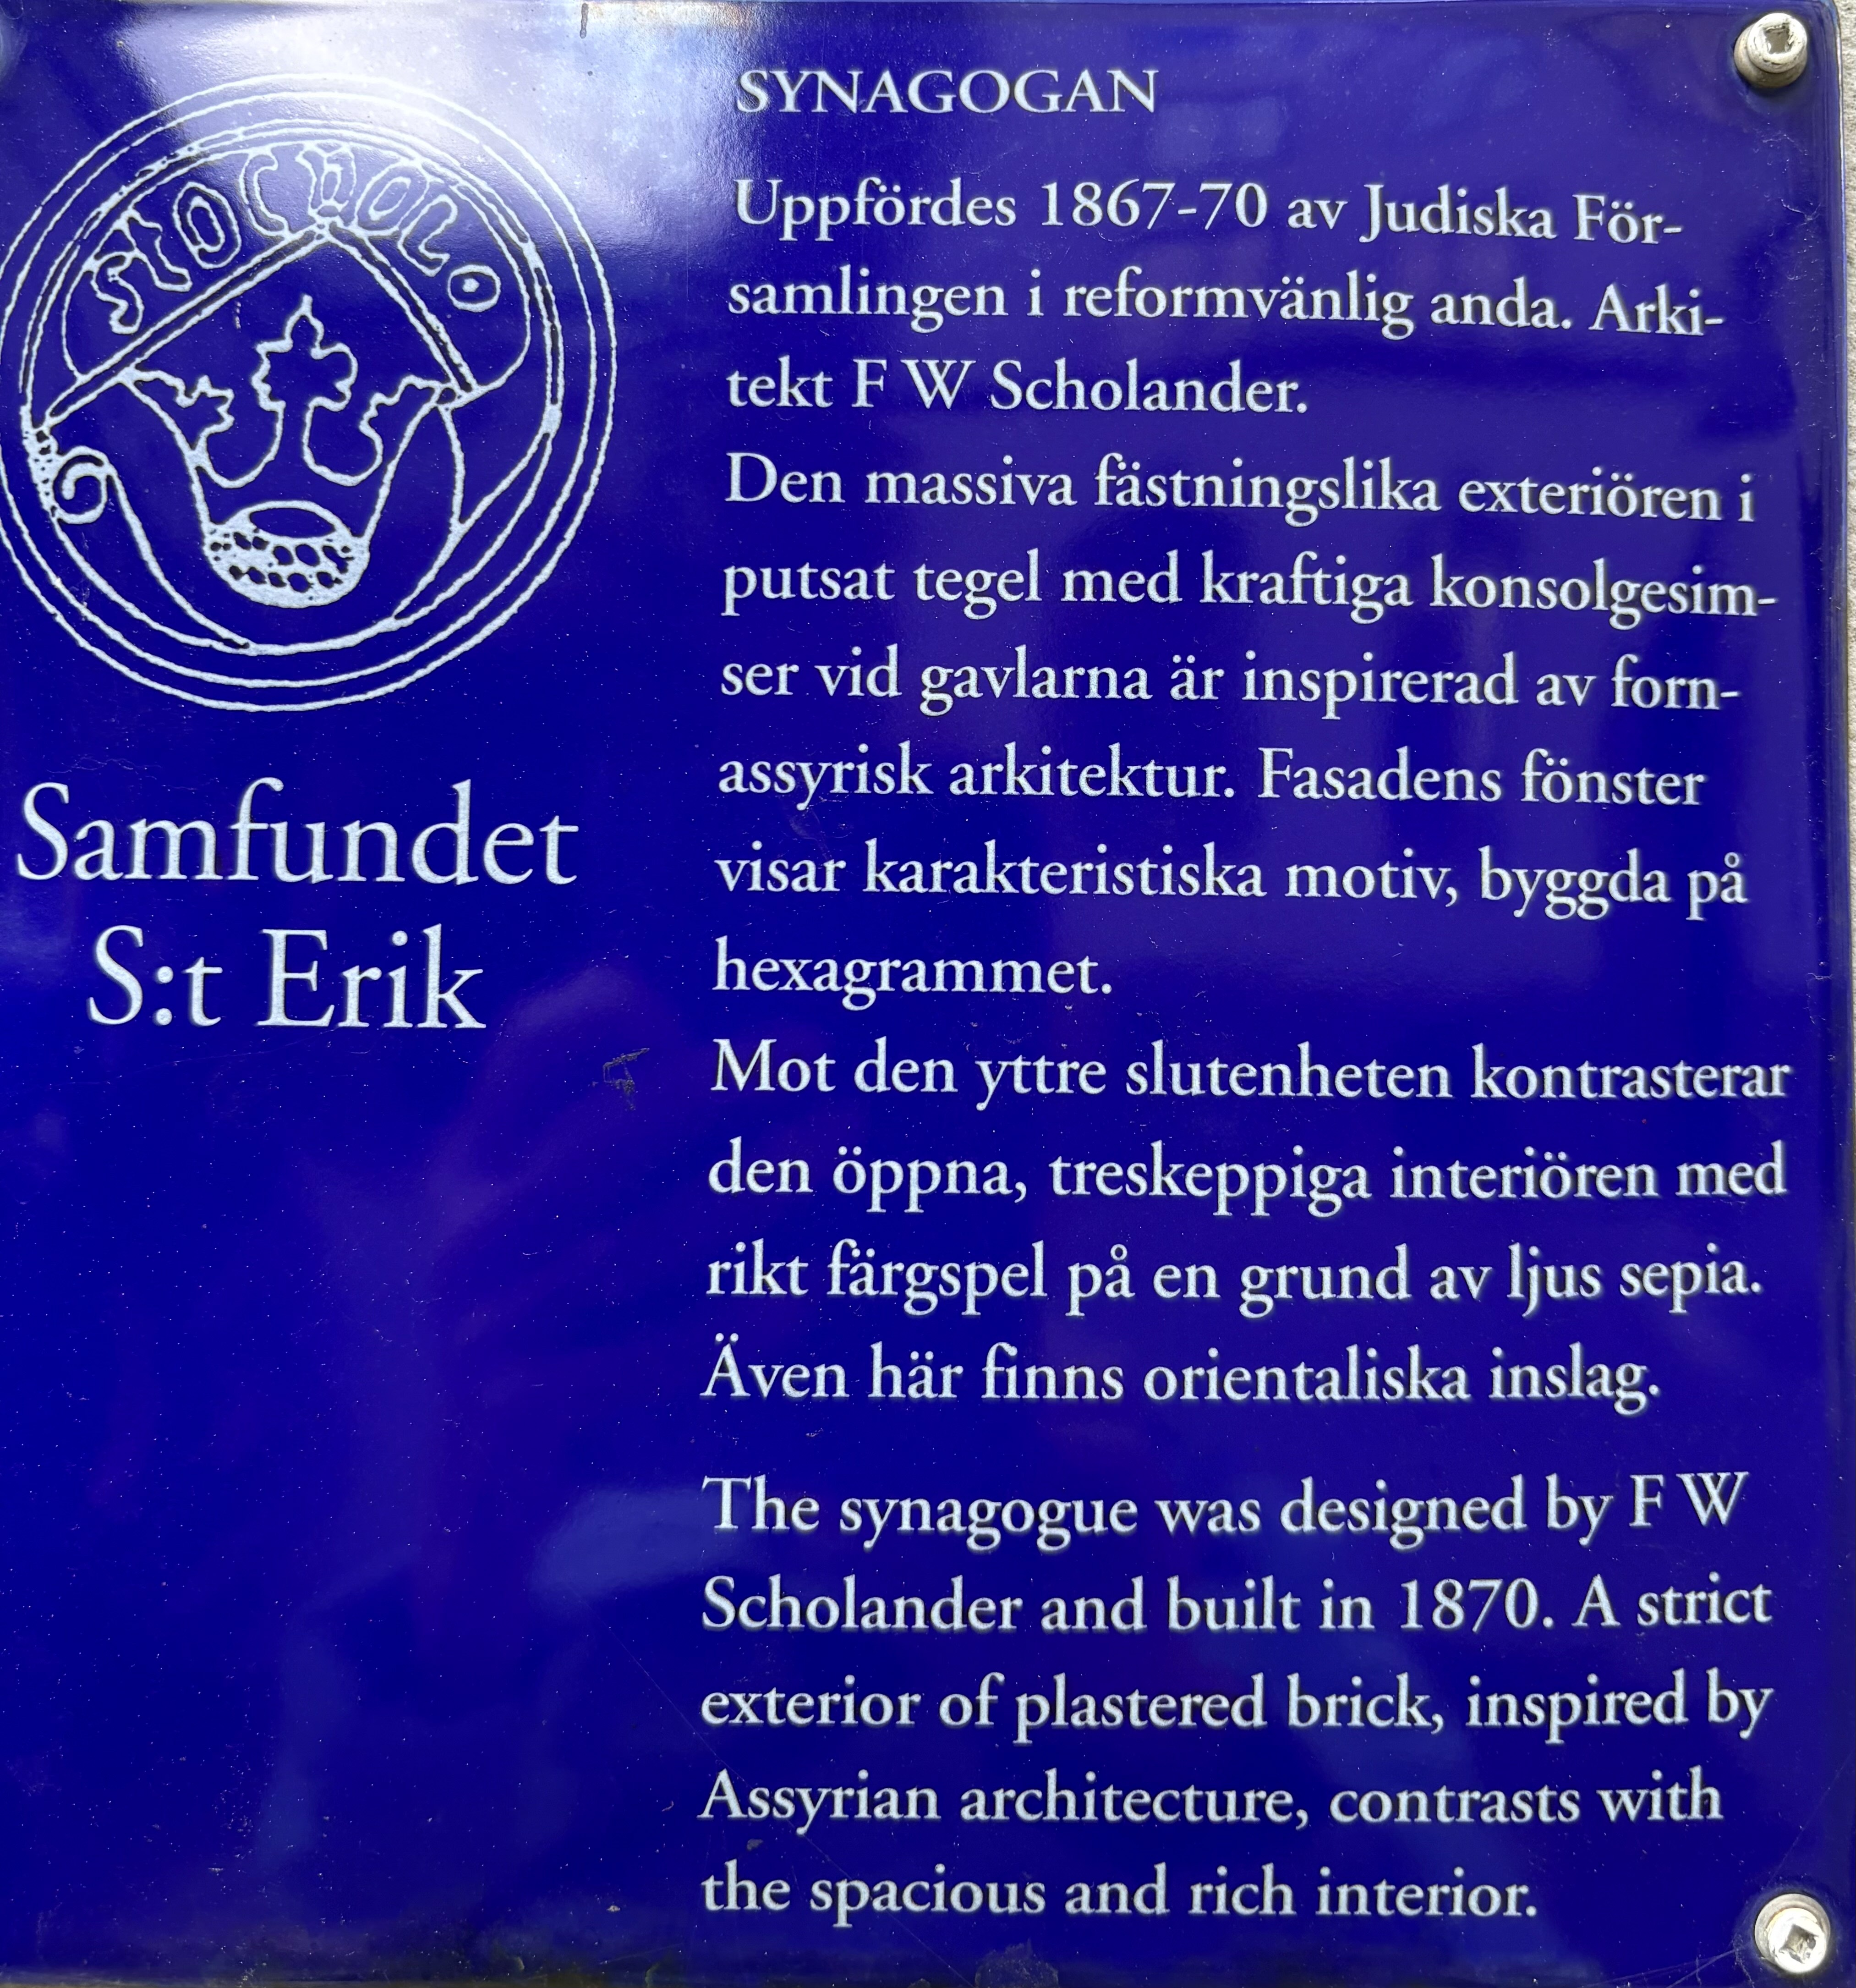 STOCHOL
Samfundet
S:t Erik
SYNAGOGAN
Uppfördes 1867-70 av Judiska För-
samlingen i reformvänlig anda. Arki-
tekt F W Scholander.
Den massiva fästningslika exteriören i
putsat tegel med kraftiga konsolgesim-
ser vid gavlarna är inspirerad av forn-
assyrisk arkitektur. Fasadens fönster
visar karakteristiska motiv, byggda på
hexagrammet.
Mot den yttre slutenheten kontrasterar
den öppna, treskeppiga interiören med
rikt färgspel på en grund av ljus sepia.
Även här finns orientaliska inslag.
The synagogue was designed by F W
Scholander and built in 1870. A strict
exterior of plastered brick, inspired by
Assyrian architecture, contrasts with
the spacious and rich interior.